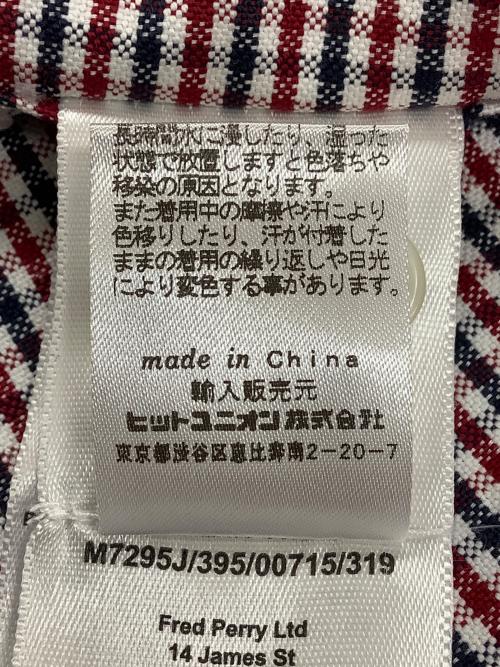 長時間水に浸したり、湿った
状態で放置しますと色落ちや
移染の原因となります。
また着用中の摩擦や汗により
色移りしたり、汗が付着した
ままの着用の繰り返しや日光
により変色する事があります。
made in China
輸入販売元
ヒットユニオン株式会社
東京都渋谷区恵比寿南2-20-7
M7295J/395/00715/319
Fred Perry Ltd
14 James St